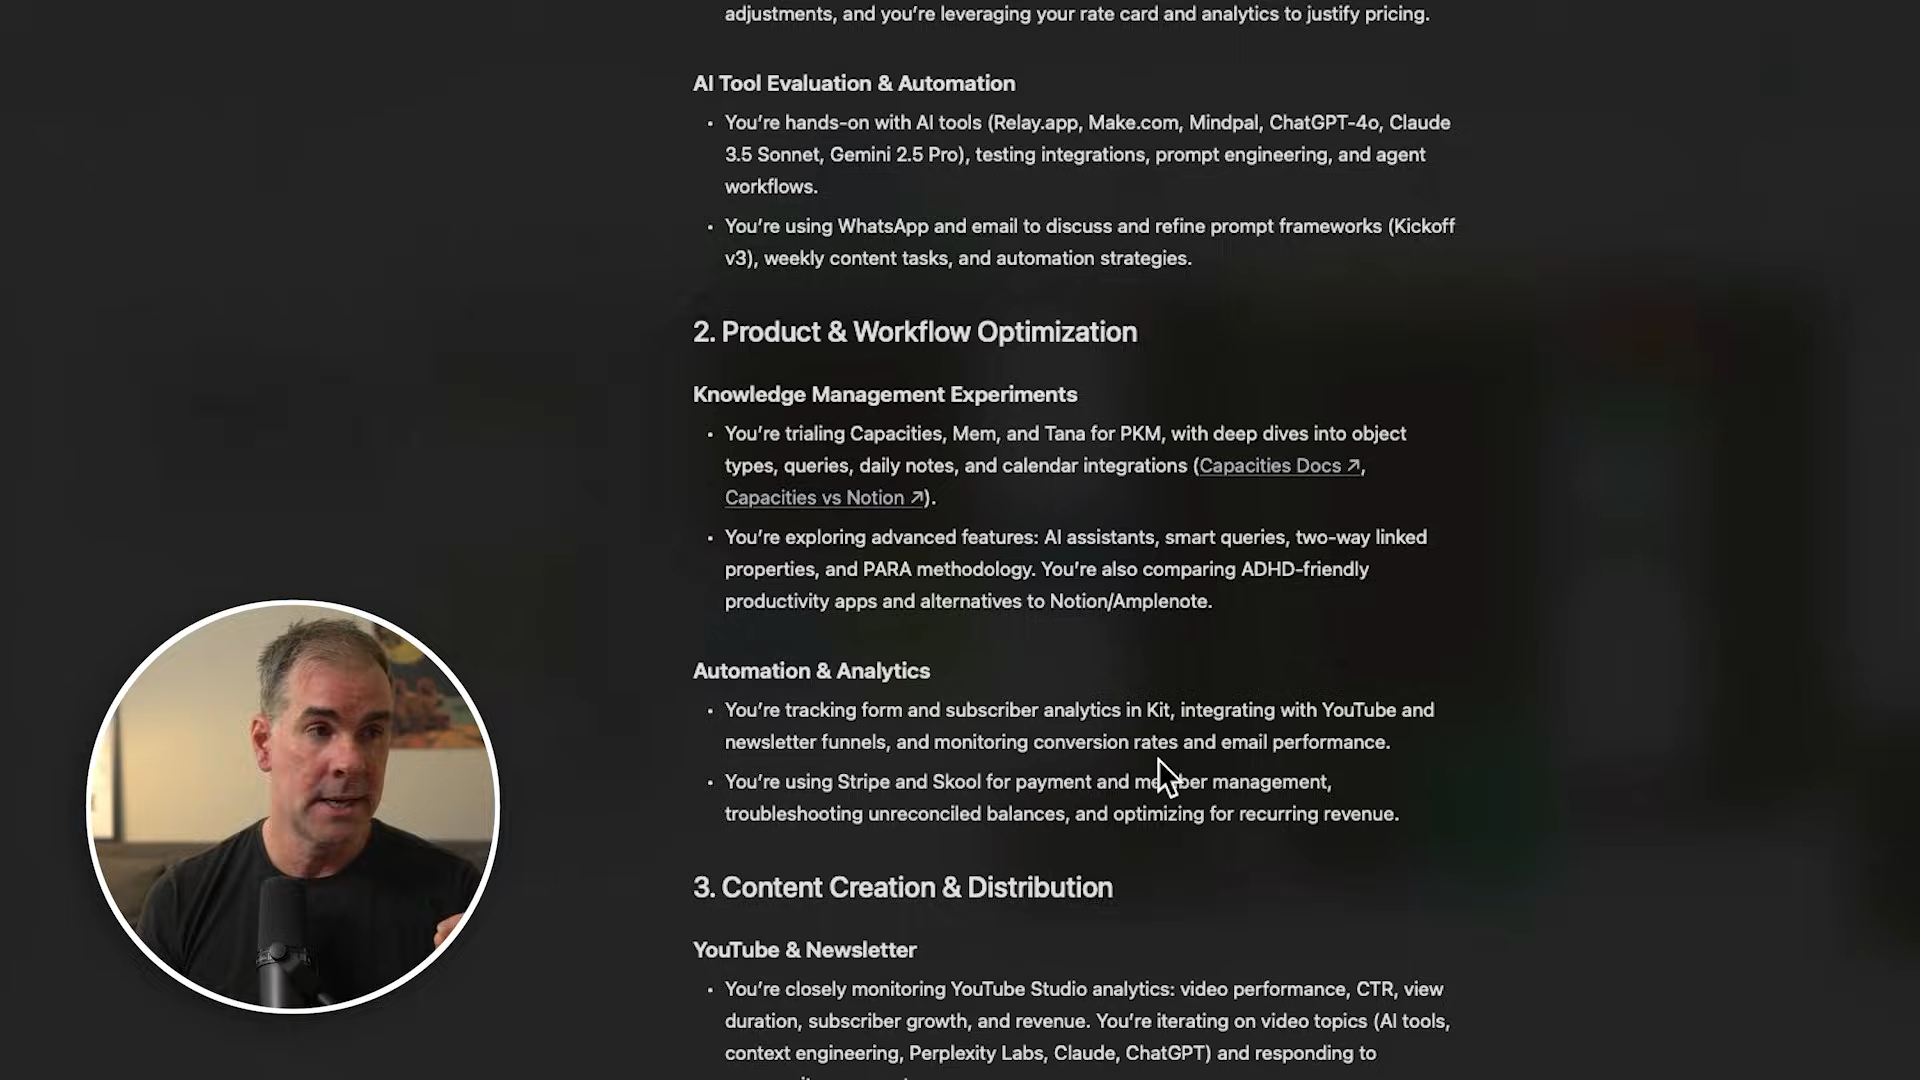 adjustments, and you’re leveraging your rate card and analytics to justify pricing.
AI Tool Evaluation & Automation
• You’re hands-on with AI tools (Relay.app, Make.com, Mindpal, ChatGPT-4o, Claude
3.5 Sonnet, Gemini 2.5 Pro), testing integrations, prompt engineering, and agent
workflows.
• You’re using WhatsApp and email to discuss and refine prompt frameworks (Kickoff
v3), weekly content tasks, and automation strategies.
2. Product & Workflow Optimization
Knowledge Management Experiments
• You’re trialing Capacities, Mem, and Tana for PKM, with deep dives into object
types, queries, daily notes, and calendar integrations (Capacities Docs ↗,
Capacities vs Notion ↗).
• You’re exploring advanced features: AI assistants, smart queries, two-way linked
properties, and PARA methodology. You’re also comparing ADHD-friendly
productivity apps and alternatives to Notion/Amplenote.
Automation & Analytics
• You’re tracking form and subscriber analytics in Kit, integrating with YouTube and
newsletter funnels, and monitoring conversion rates and email performance.
• You’re using Stripe and Skool for payment and member management,
troubleshooting unreconciled balances, and optimizing for recurring revenue.
3. Content Creation & Distribution
YouTube & Newsletter
• You’re closely monitoring YouTube Studio analytics: video performance, CTR, view
duration, subscriber growth, and revenue. You’re iterating on video topics (AI tools,
context engineering, Perplexity Labs, Claude, ChatGPT) and responding to